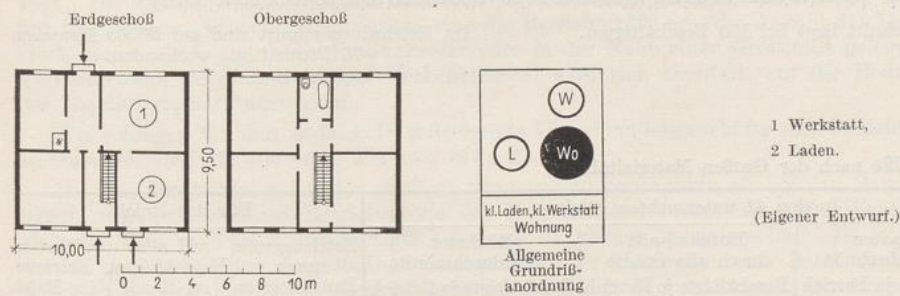 Erdgeschoß
Obergeschoß
1
2
9,50
10,00
0 2 4 6 8 10m
W
L
Wo
kl.Laden,kl.Werkstatt
Wohnung
Allgemeine
Grundriß-
anordnung
1 Werkstatt,
2 Laden.
(Eigener Entwurf.)